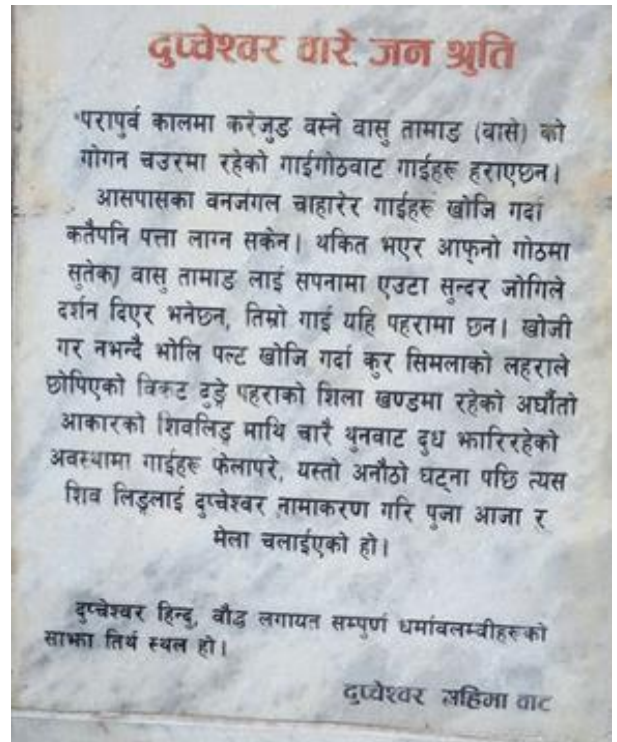 दुप्चेश्वर वारे जन श्रुति
परापुर्व कालमा करेजुङ वस्ने वासु तामाङ (वासे) को
गोगन चउरमा रहेको गाईगोठवाट गाईहरू हराएछन।
आसपासका वनजंगल चाहारेर गाईहरू खोजि गर्दा
कतैपनि पत्ता लाग्न सकेन। थकित भएर आफ्नो गोठमा
सुतेका वासु तामाङ लाई सपनामा एउटा सुन्दर जोगिले
दर्शन दिएर भनेछन, तिम्रो गाई यहि पहरामा छन। खोजी
गर नभन्दै भोलि पल्ट खोजि गर्दा कुर सिमलाको लहराले
छोपिएको विकट ढुङ्गे पहराको शिला खण्डमा रहेको अर्घौतो
आकारको शिवलिङ्ग माथि चारै थुनवाट दुध झारिरहेको
अवस्थामा गाईहरू फेलापरे, यस्तो अनौठो घट्ना पछि त्यस
शिव लिङ्गलाई दुप्चेश्वर नामाकरण गरि पुजा आजा र
मेला चलाईएको हो।
दुप्चेश्वर हिन्दु, वौद्ध लगायत सम्पुर्ण धर्मावलम्वीहरूको
साझा तिर्थ स्थल हो।
दुप्चेश्वर महिमा वाट